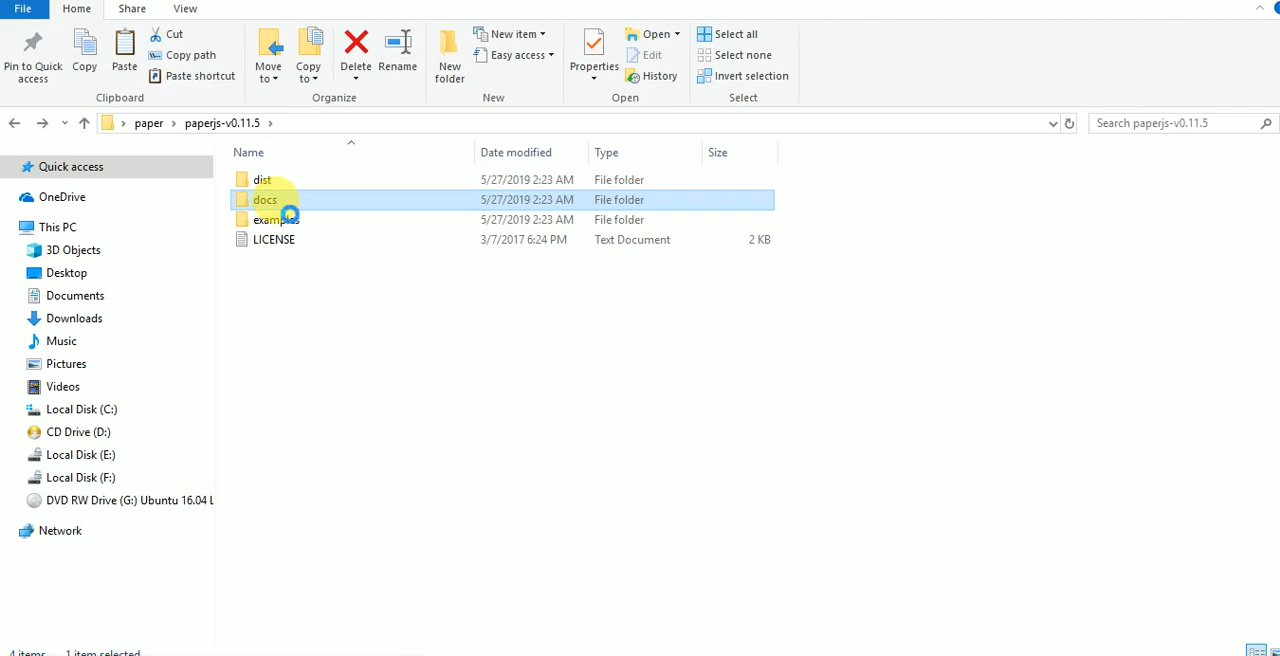 File Home Share View
Pin to Quick access
Copy
Paste
Cut
Copy path
Paste shortcut
Clipboard
Move to
Copy to
Delete
Rename
Organize
New folder
New item
Easy access
New
Properties
Open
Edit
History
Open
Select all
Select none
Invert selection
Select
paper paperjs-v0.11.5
Search paperjs-v0.11.5
Quick access
OneDrive
This PC
3D Objects
Desktop
Documents
Downloads
Music
Pictures
Videos
Local Disk (C:)
CD Drive (D:)
Local Disk (E:)
Local Disk (F:)
DVD RW Drive (G:) Ubuntu 16.04 L
Network
Name Date modified Type Size
dist 5/27/2019 2:23 AM File folder
docs 5/27/2019 2:23 AM File folder
examples 5/27/2019 2:23 AM File folder
LICENSE 3/7/2017 6:24 PM Text Document 2 KB
4 items 1 item selected